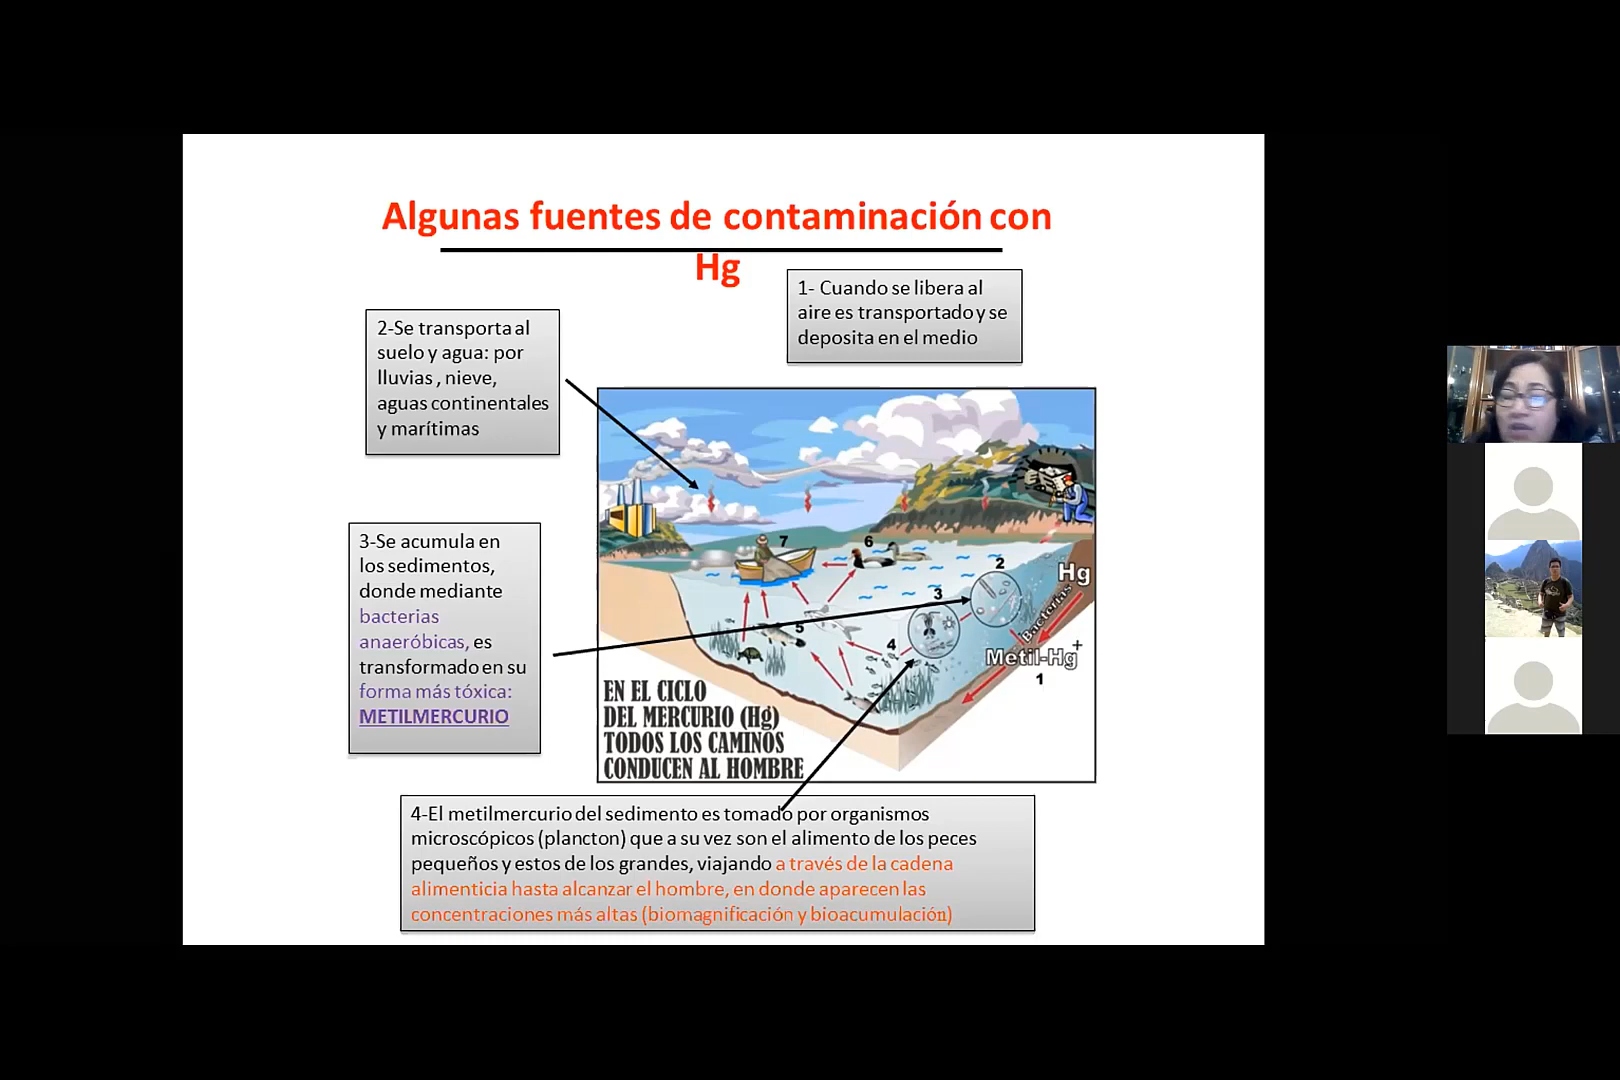 Algunas fuentes de contaminación con
Hg
1- Cuando se libera al
aire es transportado y se
deposita en el medio
2-Se transporta al
suelo y agua: por
lluvias , nieve,
aguas continentales
y marítimas
3-Se acumula en
los sedimentos,
donde mediante
bacterias
anaeróbicas, es
transformado en su
forma más tóxica:
METILMERCURIO
7
6
2
Hg
3
Bacterias
5
4
Metil-Hg
+
1
EN EL CICLO
DEL MERCURIO (Hg)
TODOS LOS CAMINOS
CONDUCEN AL HOMBRE
4-El metilmercurio del sedimento es tomado por organismos
microscópicos (plancton) que a su vez son el alimento de los peces
pequeños y estos de los grandes, viajando a través de la cadena
alimenticia hasta alcanzar el hombre, en donde aparecen las
concentraciones más altas (biomagnificación y bioacumulación)